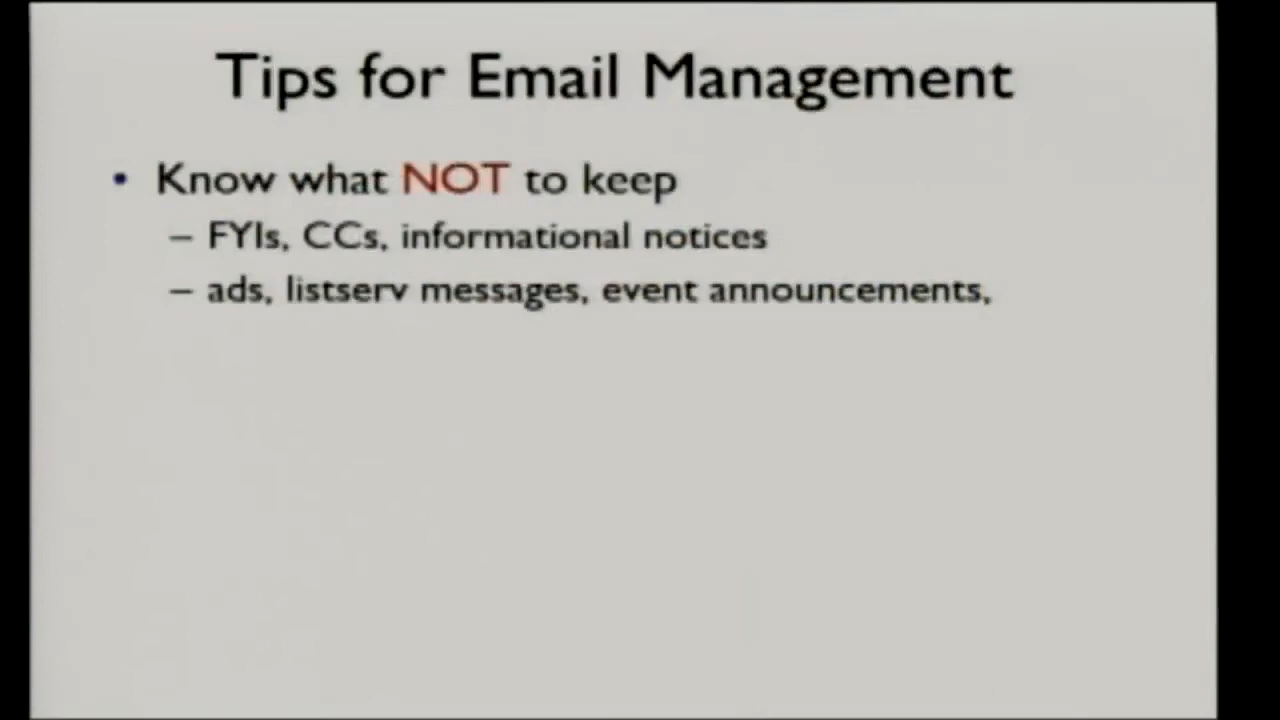 Tips for Email Management
• Know what NOT to keep
– FYIs, CCs, informational notices
– ads, listserv messages, event announcements,